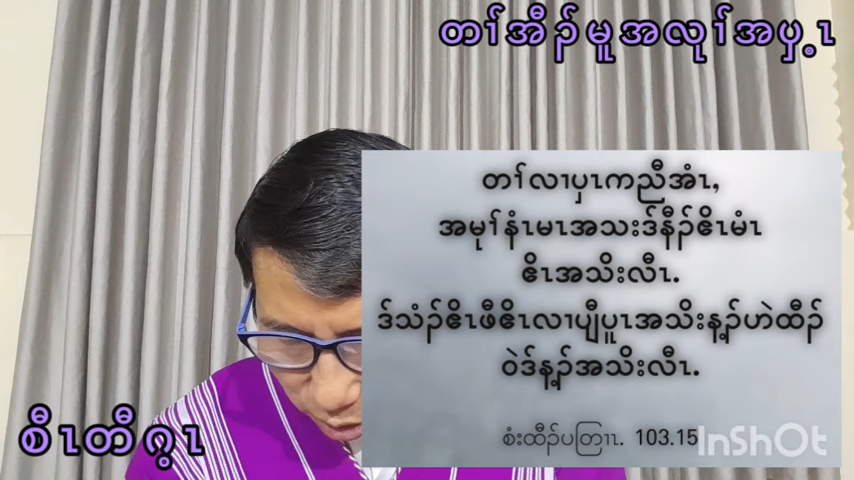 တၢ်အီၣ်မူအလုၢ်အပှ့ၤ
တၢ်လၢပှၤကညီအံၤ,
အမုၢ်နံၤမၤအသးဒ်နီၣ်ဧိၤမံၤ
ဧိၤအသိးလီၤ.
ဒ်သံၣ်ဧိၤဖီဧိၤလၢပျီပူၤအသိးန့ၣ်ဟဲထီၣ်
ဝဲဒ်န့ၣ်အသိးလီၤ.
စံးထီၣ်ပတြၢၤ. 103.15
InShOt
စီၤတီဂ့ၤ